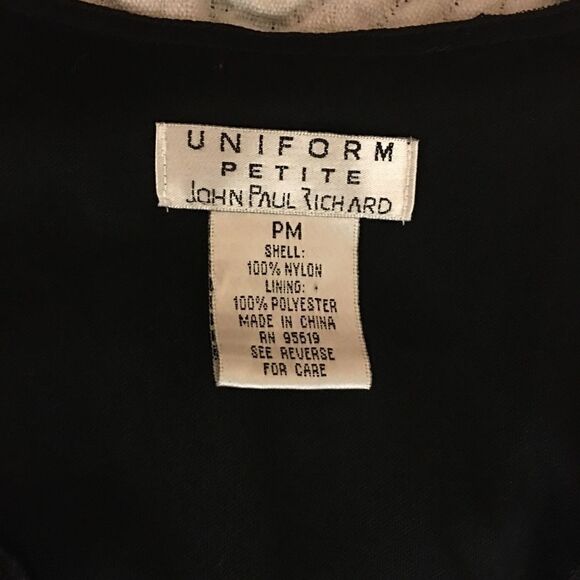 UNIFORM
PETITE
JOHN PAUL RICHARD
PM
SHELL:
100% NYLON
LINING:
100% POLYESTER
MADE IN CHINA
RN 95619
SEE REVERSE
FOR CARE